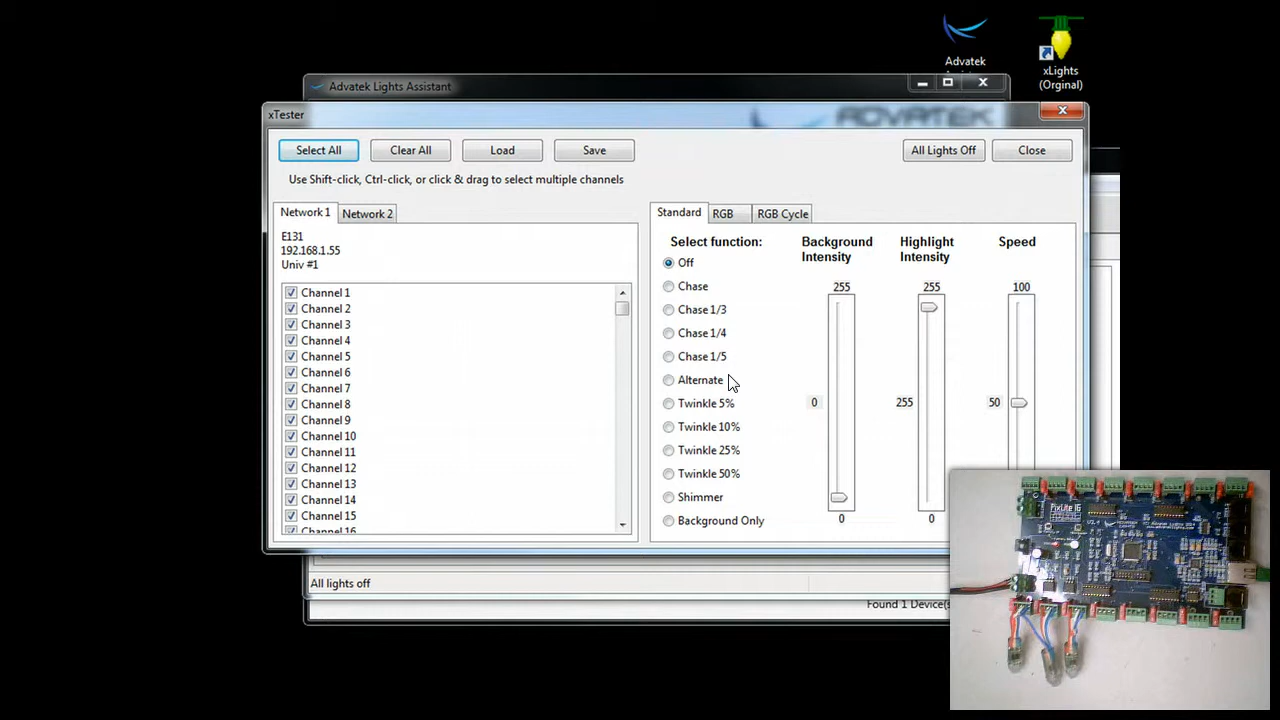 Advatek
xLights
(Orginal)
Advatek Lights Assistant
xTester
ADVATEK
Select All
Clear All
Load
Save
All Lights Off
Close
Use Shift-click, Ctrl-click, or click & drag to select multiple channels
Network 1
Network 2
E131
192.168.1.55
Univ #1
Channel 1
Channel 2
Channel 3
Channel 4
Channel 5
Channel 6
Channel 7
Channel 8
Channel 9
Channel 10
Channel 11
Channel 12
Channel 13
Channel 14
Channel 15
Channel 16
Standard
RGB
RGB Cycle
Select function:
Off
Chase
Chase 1/3
Chase 1/4
Chase 1/5
Alternate
Twinkle 5%
Twinkle 10%
Twinkle 25%
Twinkle 50%
Shimmer
Background Only
Background
Intensity
255
0
0
Highlight
Intensity
255
255
0
Speed
100
50
All lights off
Found 1 Device(s
PixLite 16